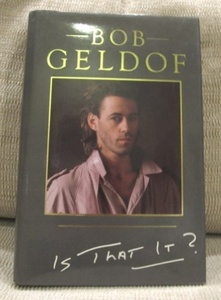 BOB
GELDOF
IS THAT IT?